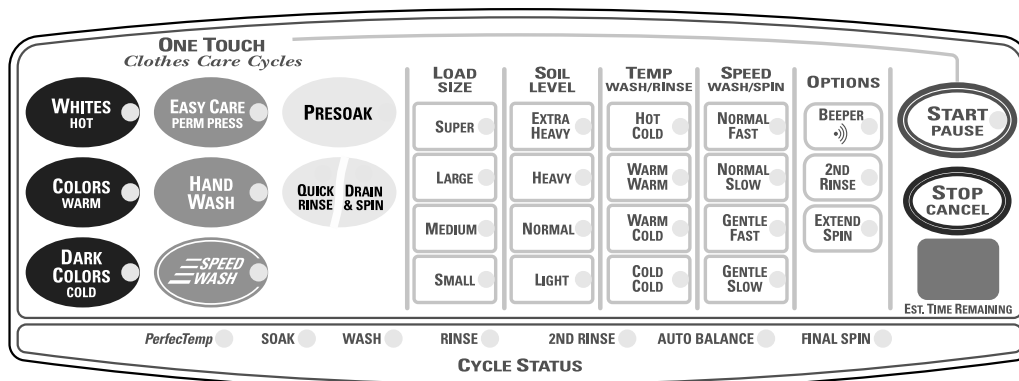 ONE TOUCH
Clothes Care Cycles
WHITES
HOT
EASY CARE
PERM PRESS
PRESOAK
COLORS
WARM
HAND
WASH
QUICK
RINSE
DRAIN
& SPIN
DARK
COLORS
COLD
SPEED
WASH
LOAD
SIZE
SUPER
LARGE
MEDIUM
SMALL
SOIL
LEVEL
EXTRA
HEAVY
HEAVY
NORMAL
LIGHT
TEMP
WASH/RINSE
HOT
COLD
WARM
WARM
WARM
COLD
COLD
COLD
SPEED
WASH/SPIN
NORMAL
FAST
NORMAL
SLOW
GENTLE
FAST
GENTLE
SLOW
OPTIONS
BEEPER
2ND
RINSE
EXTEND
SPIN
START
PAUSE
STOP
CANCEL
EST. TIME REMAINING
PerfecTemp
SOAK
WASH
RINSE
2ND RINSE
AUTO BALANCE
FINAL SPIN
CYCLE STATUS